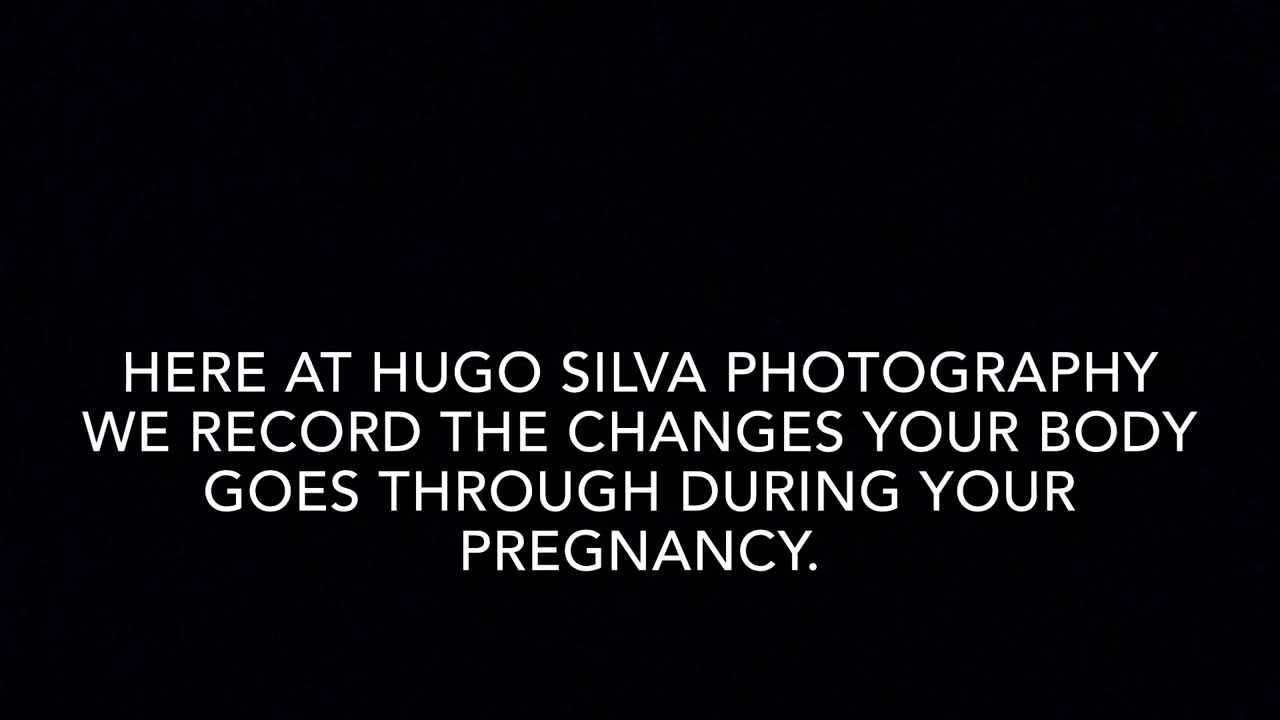 HERE AT HUGO SILVA PHOTOGRAPHY
WE RECORD THE CHANGES YOUR BODY
GOES THROUGH DURING YOUR
PREGNANCY.